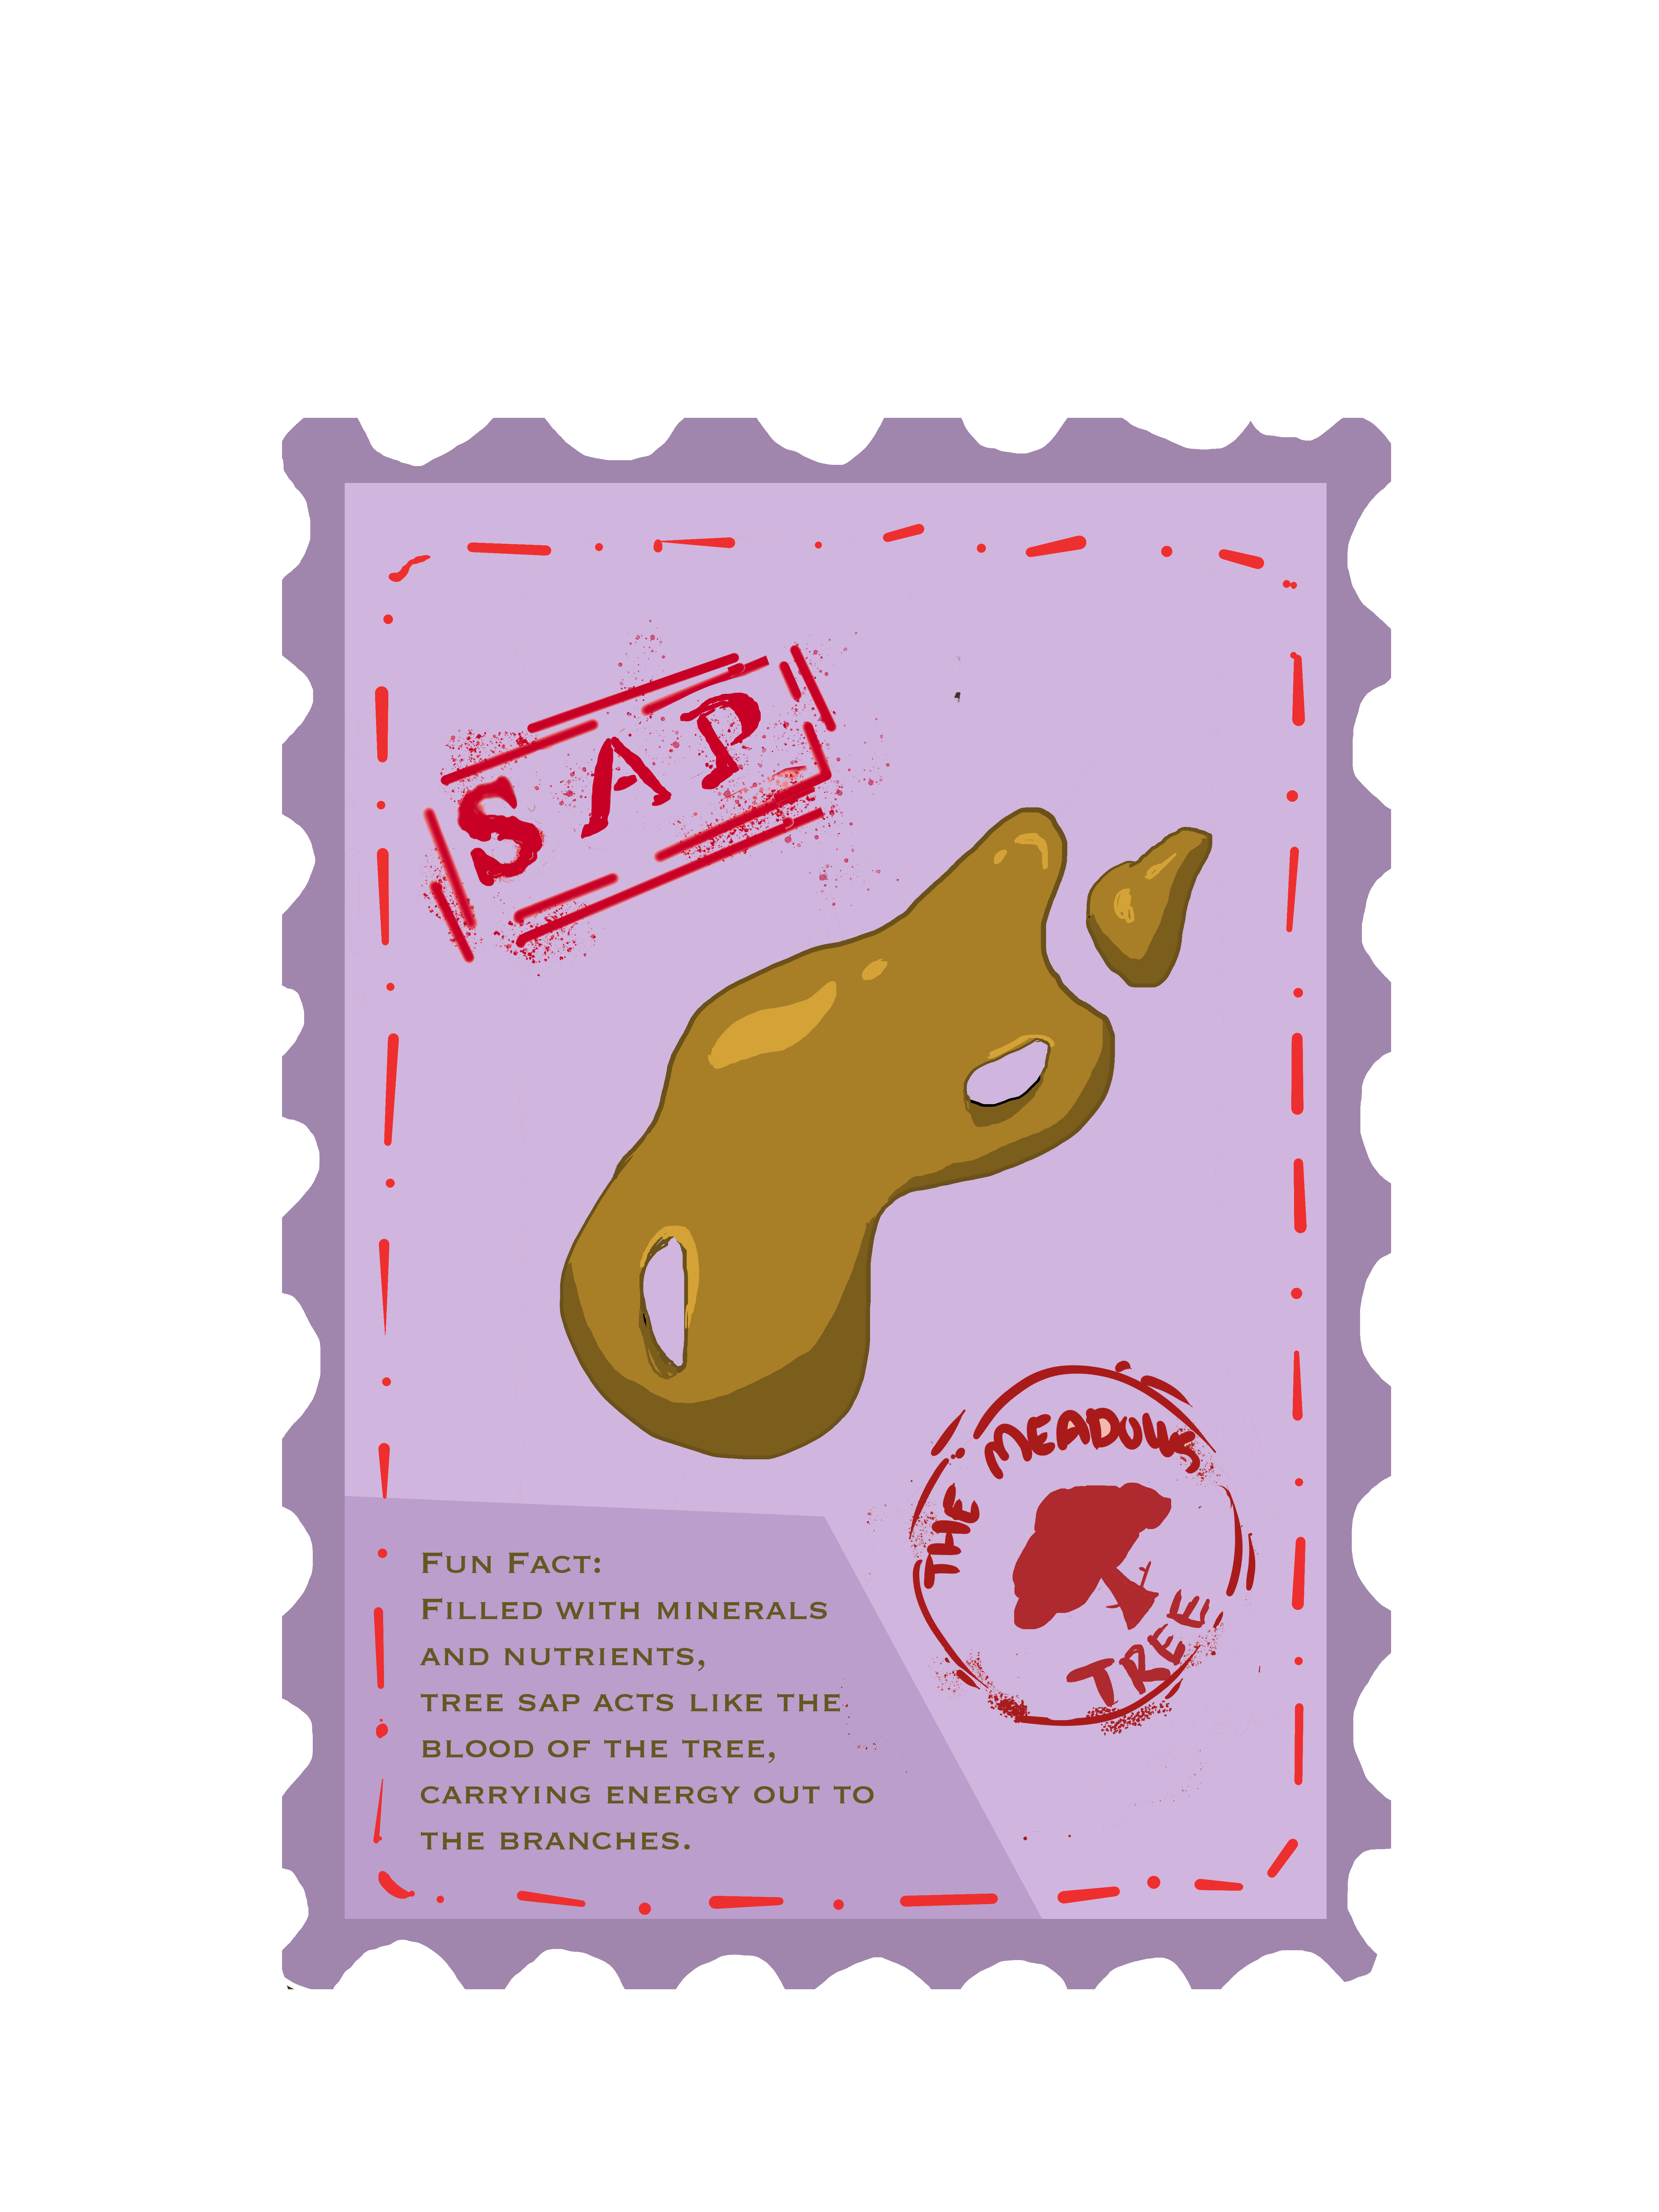 SAP
THE MEADOWS
TREE
FUN FACT:
FILLED WITH MINERALS
AND NUTRIENTS,
TREE SAP ACTS LIKE THE
BLOOD OF THE TREE,
CARRYING ENERGY OUT TO
THE BRANCHES.